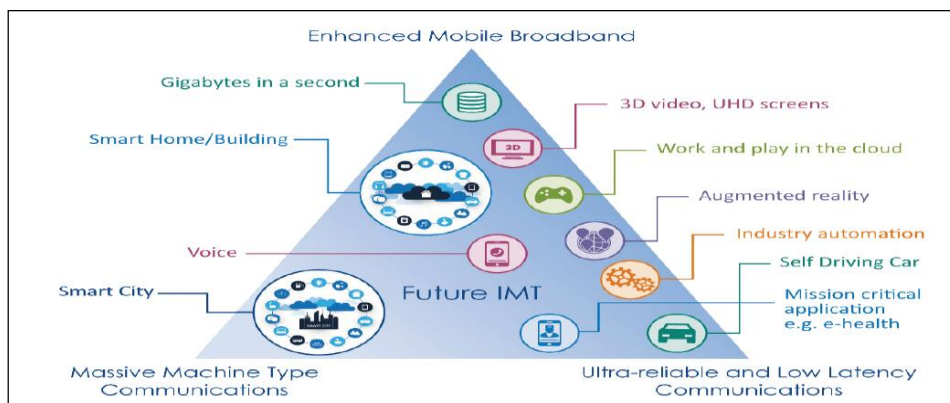 Enhanced Mobile Broadband
Gigabytes in a second
3D video, UHD screens
3D
Smart Home/Building
Work and play in the cloud
Augmented reality
Voice
Industry automation
Self Driving Car
Smart City
Future IMT
Mission critical
application
e.g. e-health
SMART CITY
Massive Machine Type
Communications
Ultra-reliable and Low Latency
Communications